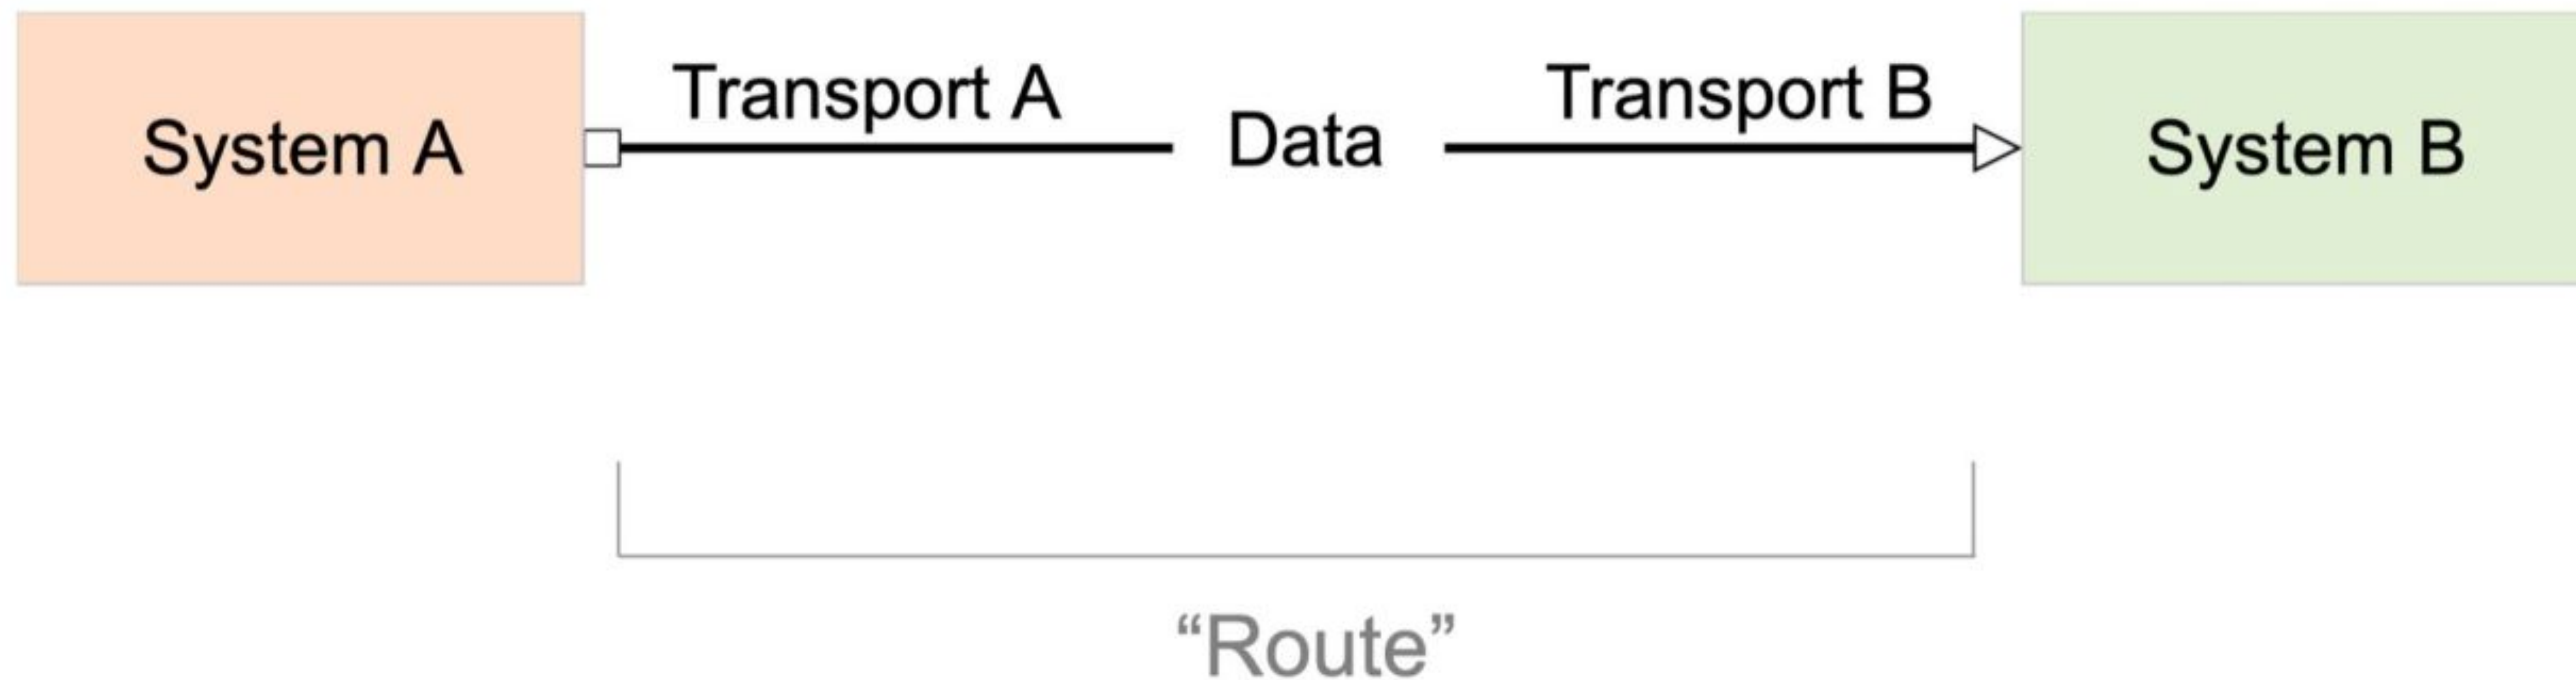 System A
Transport A
Data
Transport B
System B
“Route”